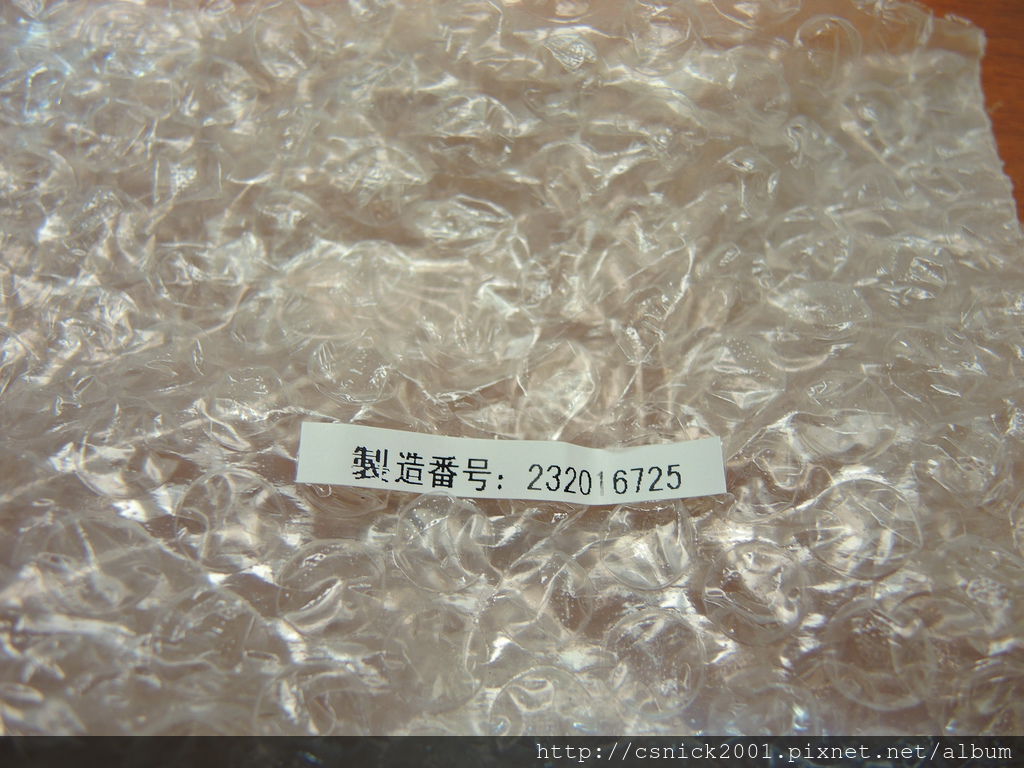 製造番号: 232016725
http://csnick2001.pixnet.net/album